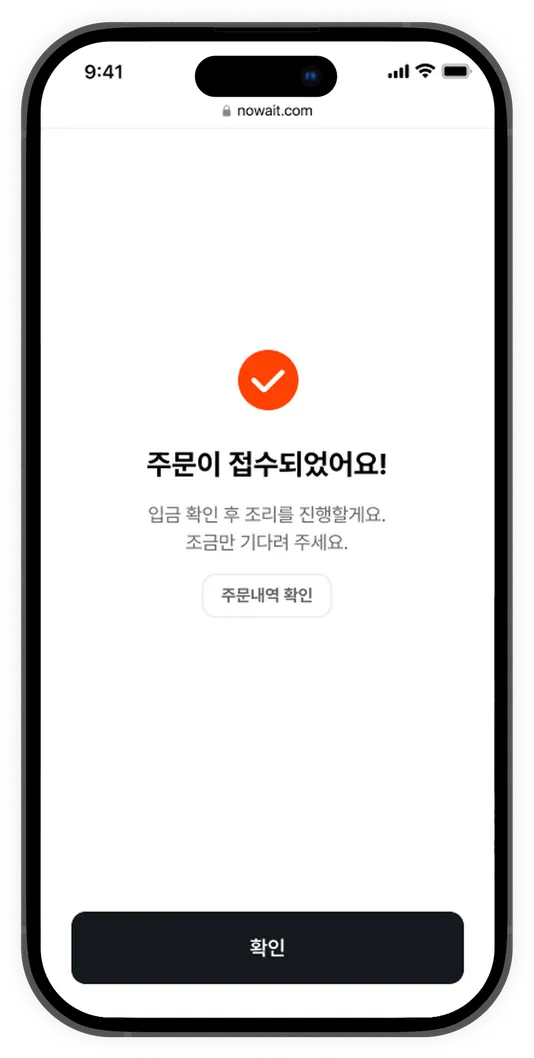 9:41
nowait.com
주문이 접수되었어요!
입금 확인 후 조리를 진행할게요.
조금만 기다려 주세요.
주문내역 확인
확인